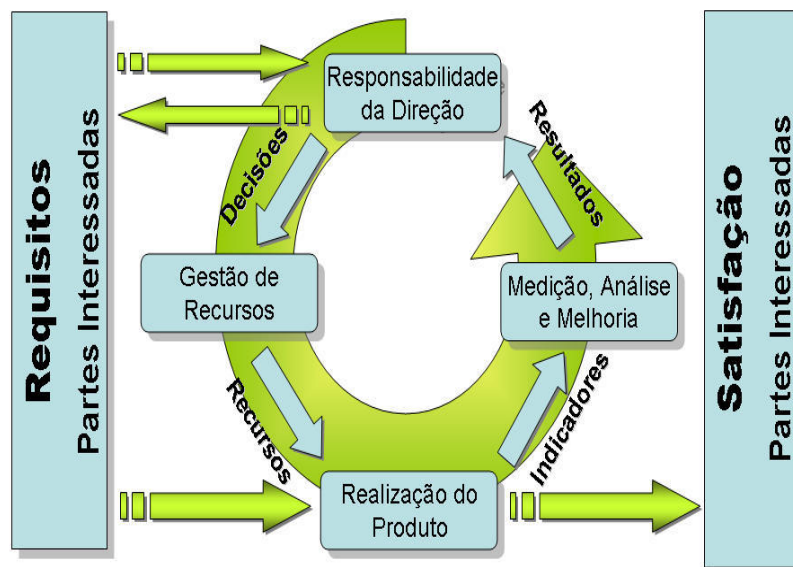 Requisitos
Partes Interessadas
Responsabilidade
da Direção
Decisões
Gestão de
Recursos
Recursos
Realização do
Produto
Indicadores
Medição, Análise
e Melhoria
Resultados
Satisfação
Partes Interessadas